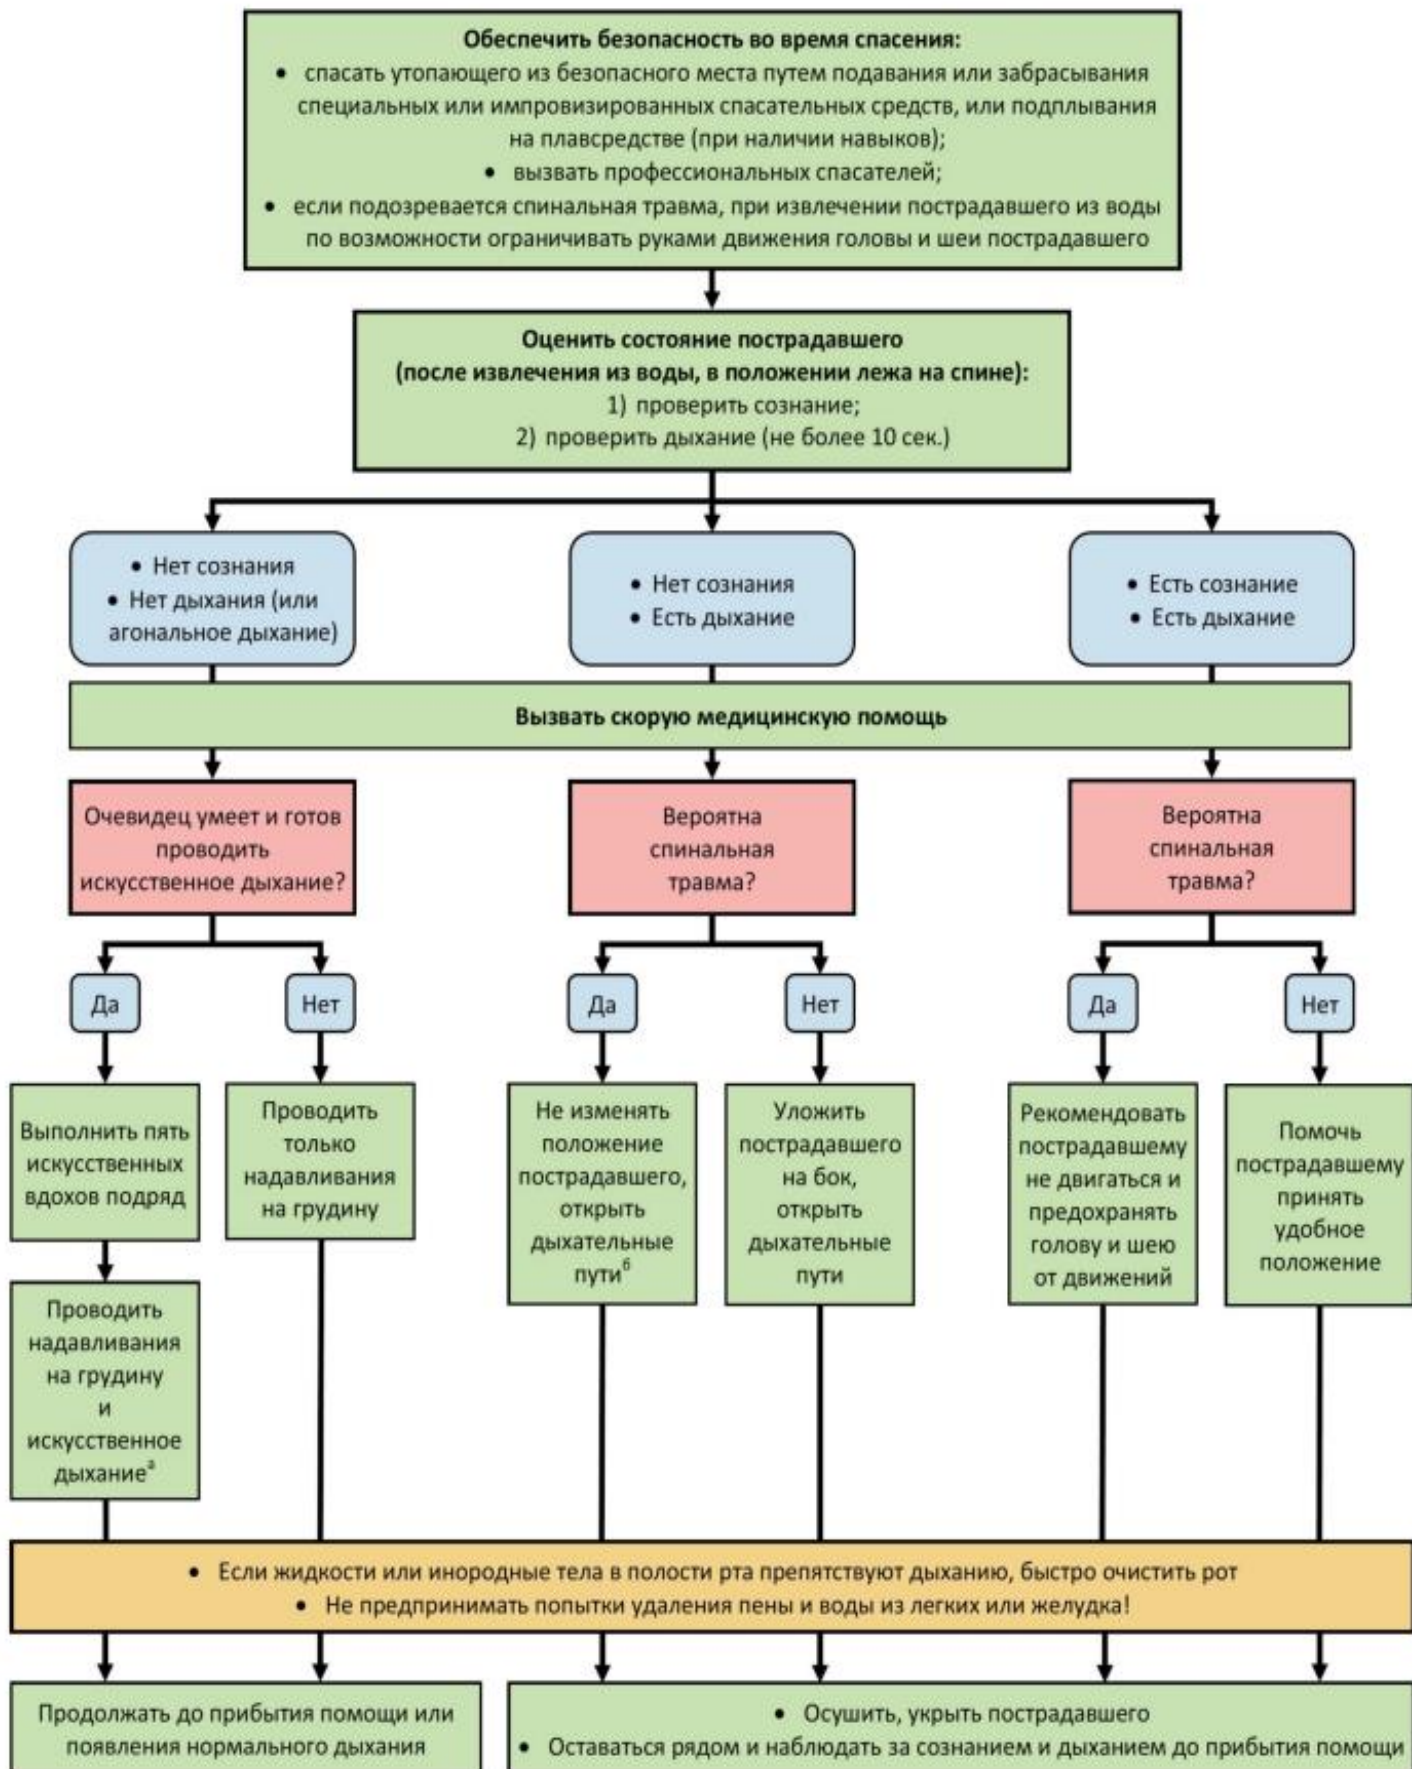 Обеспечить безопасность во время спасения:
• спасать утопающего из безопасного места путем подавания или забрасывания
специальных или импровизированных спасательных средств, или подплывания
на плавсредстве (при наличии навыков);
• вызвать профессиональных спасателей;
• если подозревается спинальная травма, при извлечении пострадавшего из воды
по возможности ограничивать руками движения головы и шеи пострадавшего
Оценить состояние пострадавшего
(после извлечения из воды, в положении лежа на спине):
1) проверить сознание;
2) проверить дыхание (не более 10 сек.)
• Нет сознания
• Нет дыхания (или
агональное дыхание)
• Нет сознания
• Есть дыхание
• Есть сознание
• Есть дыхание
Вызвать скорую медицинскую помощь
Очевидец умеет и готов
проводить
искусственное дыхание?
Вероятна
спинальная
травма?
Вероятна
спинальная
травма?
Да
Нет
Да
Нет
Да
Нет
Выполнить пять
искусственных
вдохов подряд
Проводить
надавливания
на грудину
и
искусственное
дыханиеᵃ
Проводить
только
надавливания
на грудину
Не изменять
положение
пострадавшего,
открыть
дыхательные
путиб
Уложить
пострадавшего
на бок,
открыть
дыхательные
пути
Рекомендовать
пострадавшему
не двигаться и
предохранять
голову и шею
от движений
Помочь
пострадавшему
принять
удобное
положение
• Если жидкости или инородные тела в полости рта препятствуют дыханию, быстро очистить рот
• Не предпринимать попытки удаления пены и воды из легких или желудка!
Продолжать до прибытия помощи или
появления нормального дыхания
• Осушить, укрыть пострадавшего
• Оставаться рядом и наблюдать за сознанием и дыханием до прибытия помощи